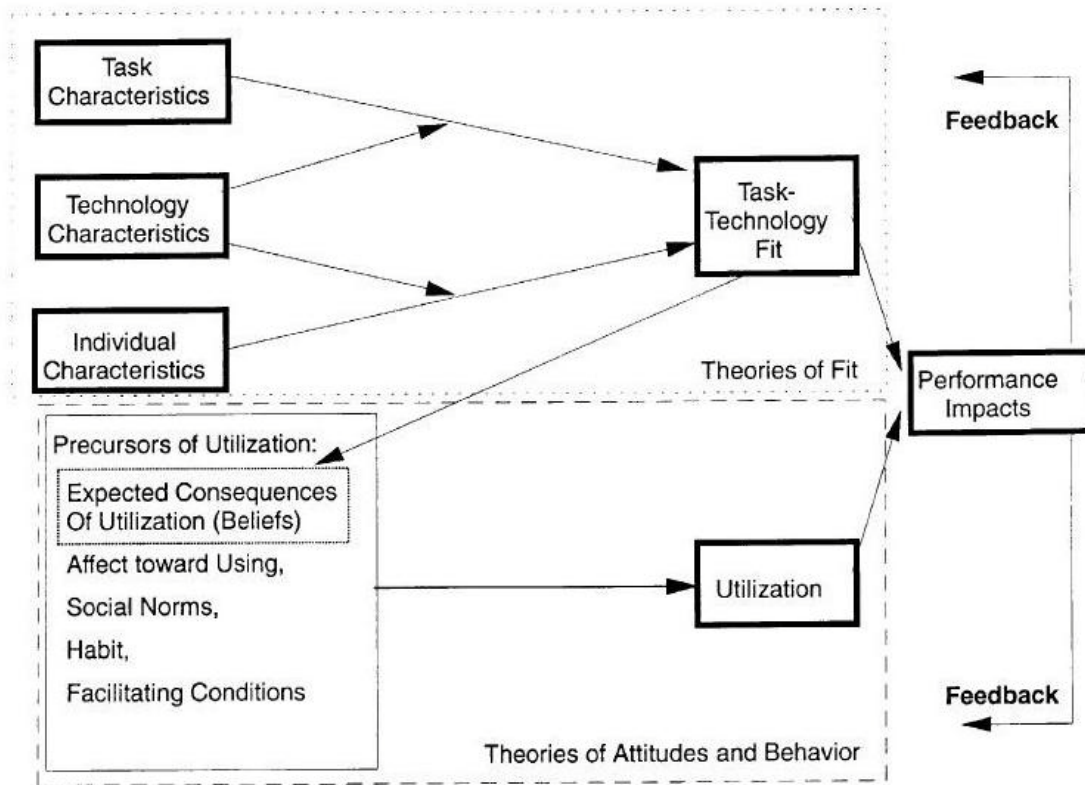 Task
Characteristics
Technology
Characteristics
Individual
Characteristics
Task-
Technology
Fit
Theories of Fit
Feedback
Performance
Impacts
Precursors of Utilization:
Expected Consequences
Of Utilization (Beliefs)
Affect toward Using,
Social Norms,
Habit,
Facilitating Conditions
Utilization
Theories of Attitudes and Behavior
Feedback